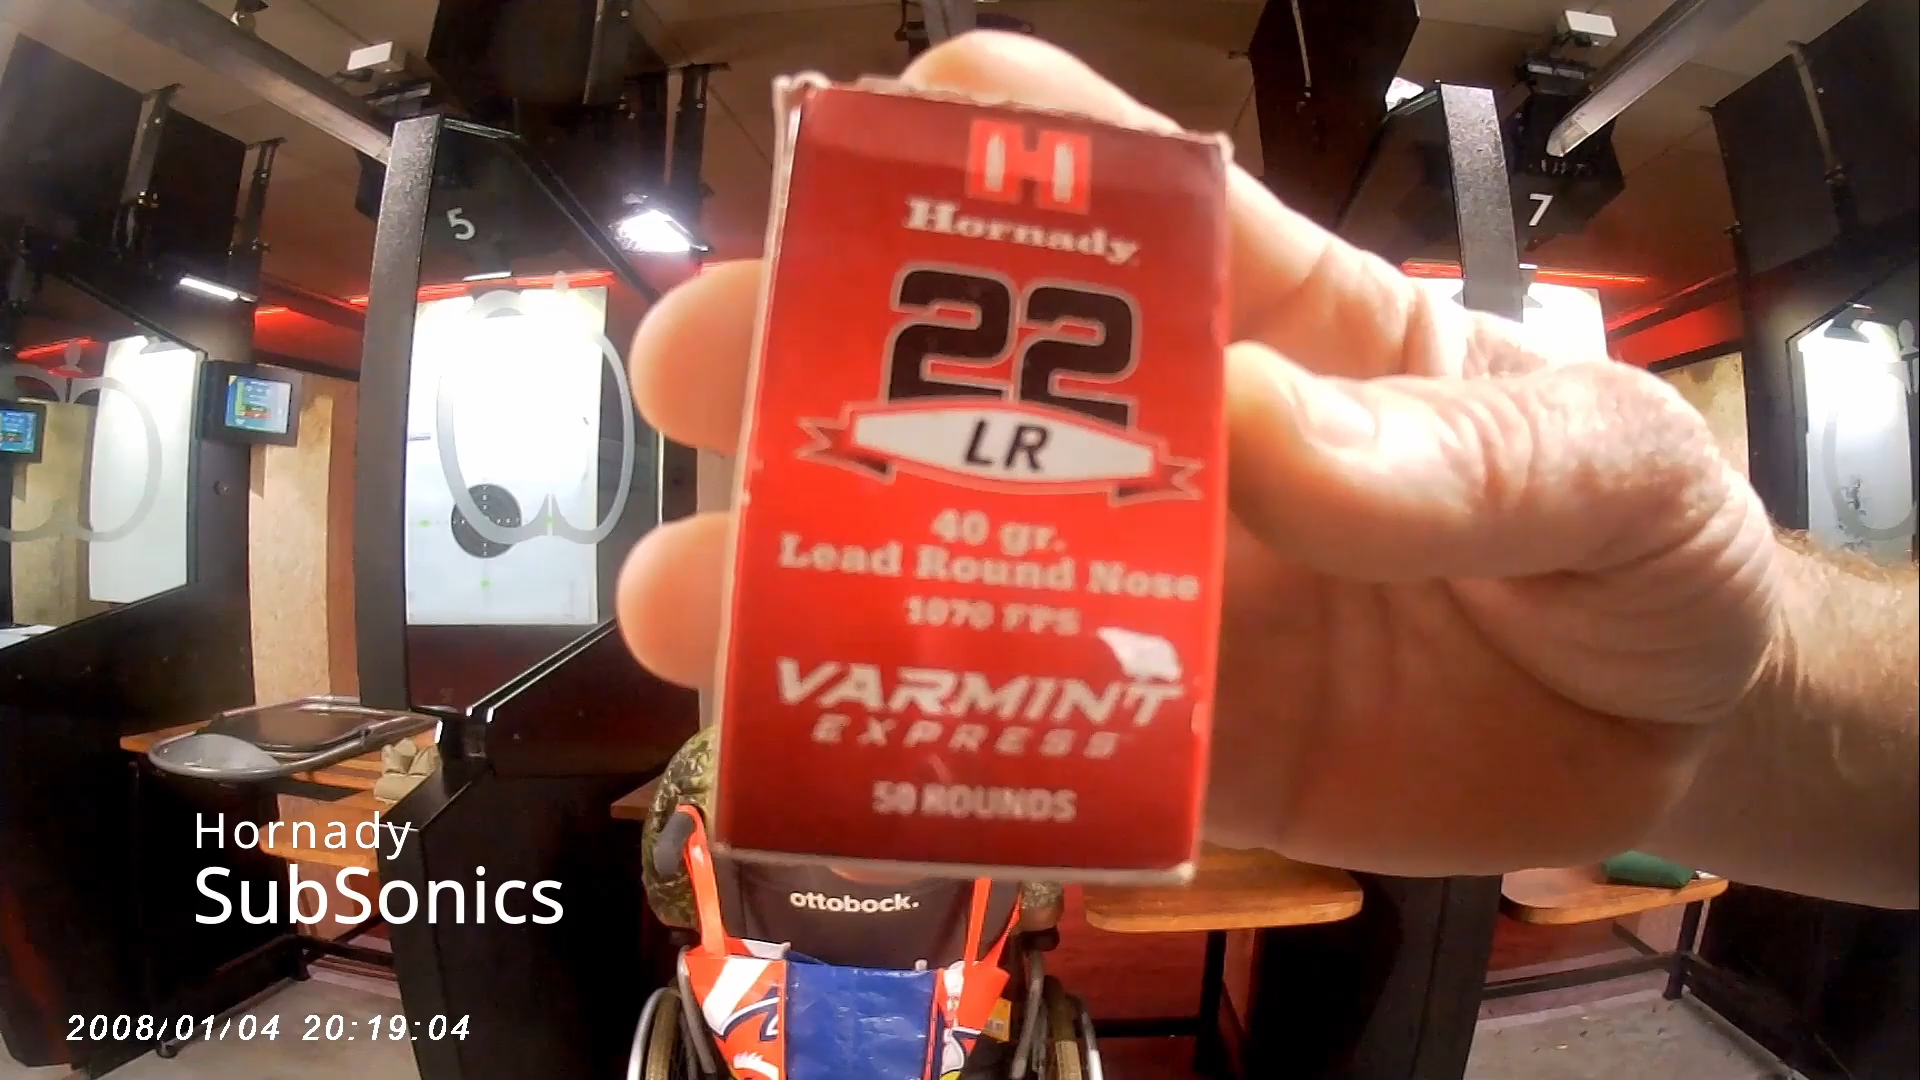 5
7
H
Hornady
22
LR
40 gr.
Lead Round Nose
1070 FPS
VARMINT
EXPRESS
50 ROUNDS
Hornady
SubSonics
ottobock.
2008/01/04 20:19:04